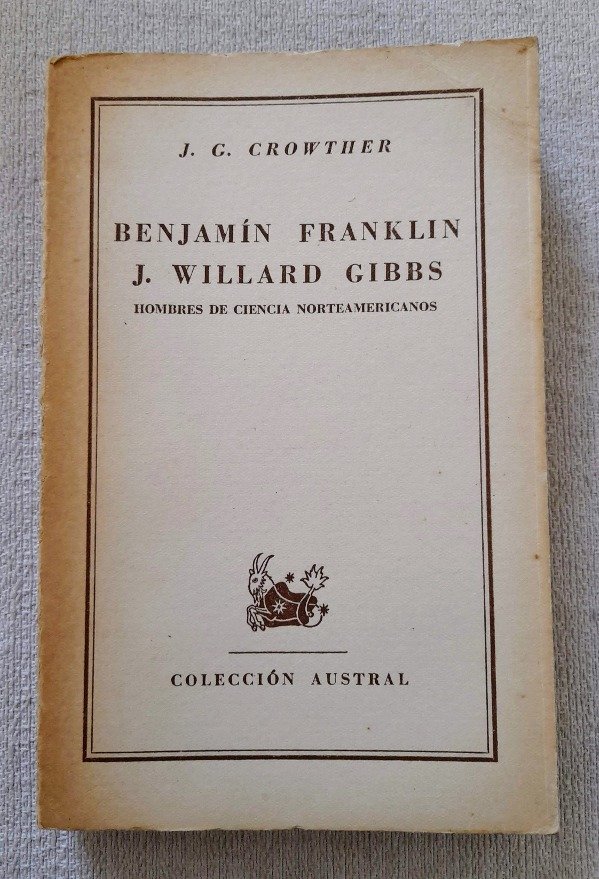 J. G. CROWTHER
BENJAMÍN FRANKLIN
J. WILLARD GIBBS
HOMBRES DE CIENCIA NORTEAMERICANOS
COLECCIÓN AUSTRAL